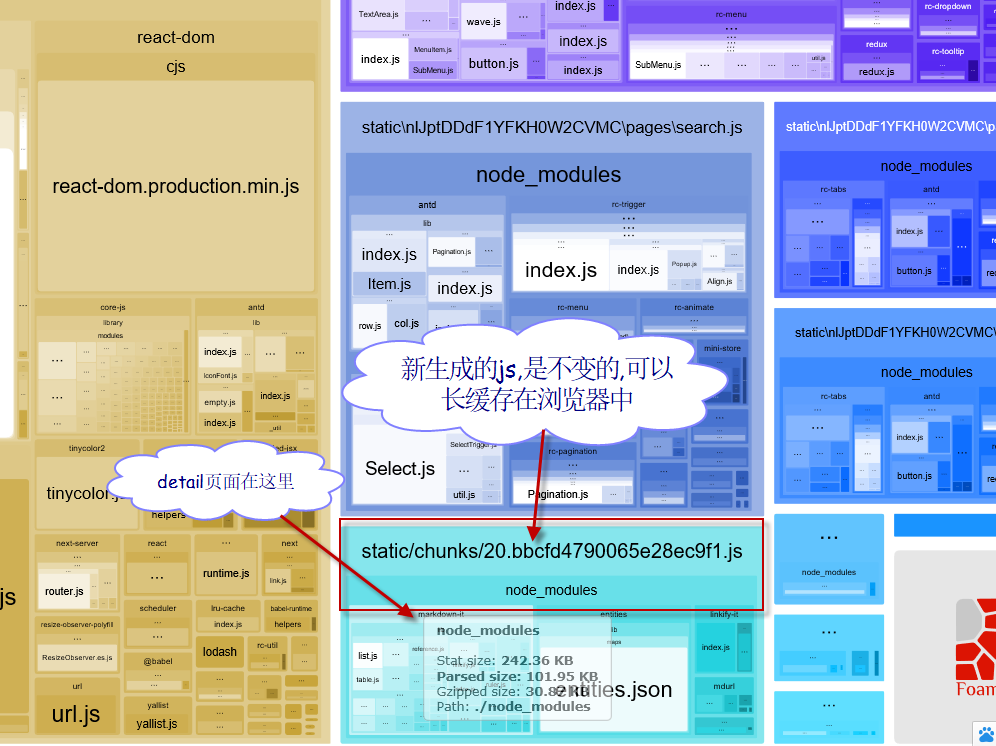 react-dom
cjs
react-dom.production.min.js
core-js
library
modules
antd
lib
index.js
IconFont.js
empty.js
index.js
index.js
_util
tinycolor2
tinycolor.js
helpers
next-server
router.js
resize-observer-polyfill
ResizeObserver.es.js
url
url.js
react
scheduler
@babel
yallist
yallist.js
runtime.js
lru-cache
index.js
lodash
next
link.js
babel-runtime
helpers
rc-util
js
TextArea.js
index.js
MenuItem.js
SubMenu.js
wave.js
button.js
index.js
index.js
index.js
rc-menu
SubMenu.js
util.js
redux
redux.js
rc-dropdown
rc-tooltip
static\nlJptDDdF1YFKH0W2CVMC\pages\search.js
node_modules
antd
lib
index.js
Item.js
row.js
col.js
Pagination.js
index.js
Select.js
SelectTrigger.js
util.js
rc-trigger
index.js
index.js
Popup.js
Align.js
rc-menu
rc-animate
mini-store
rc-pagination
Pagination.js
新生成的js,是不变的,可以
长缓存在浏览器中
detail页面在这里
static/chunks/20.bbcfd4790065e28ec9f1.js
node_modules
markdown-it
list.js
table.js
entities
lib
maps
entities.json
linkify-it
index.js
mdurl
node_modules
Stat size: 242.36 KB
Parsed size: 101.95 KB
Gzipped size: 30.87 KB
Path: ./node_modules
static\nlJptDDdF1YFKH0W2CVMC\p
node_modules
rc-tabs
antd
index.js
button.js
static\nlJptDDdF1YFKH0W2CVMC\
node_modules
rc-tabs
antd
index.js
button.js
node_modules
Foam